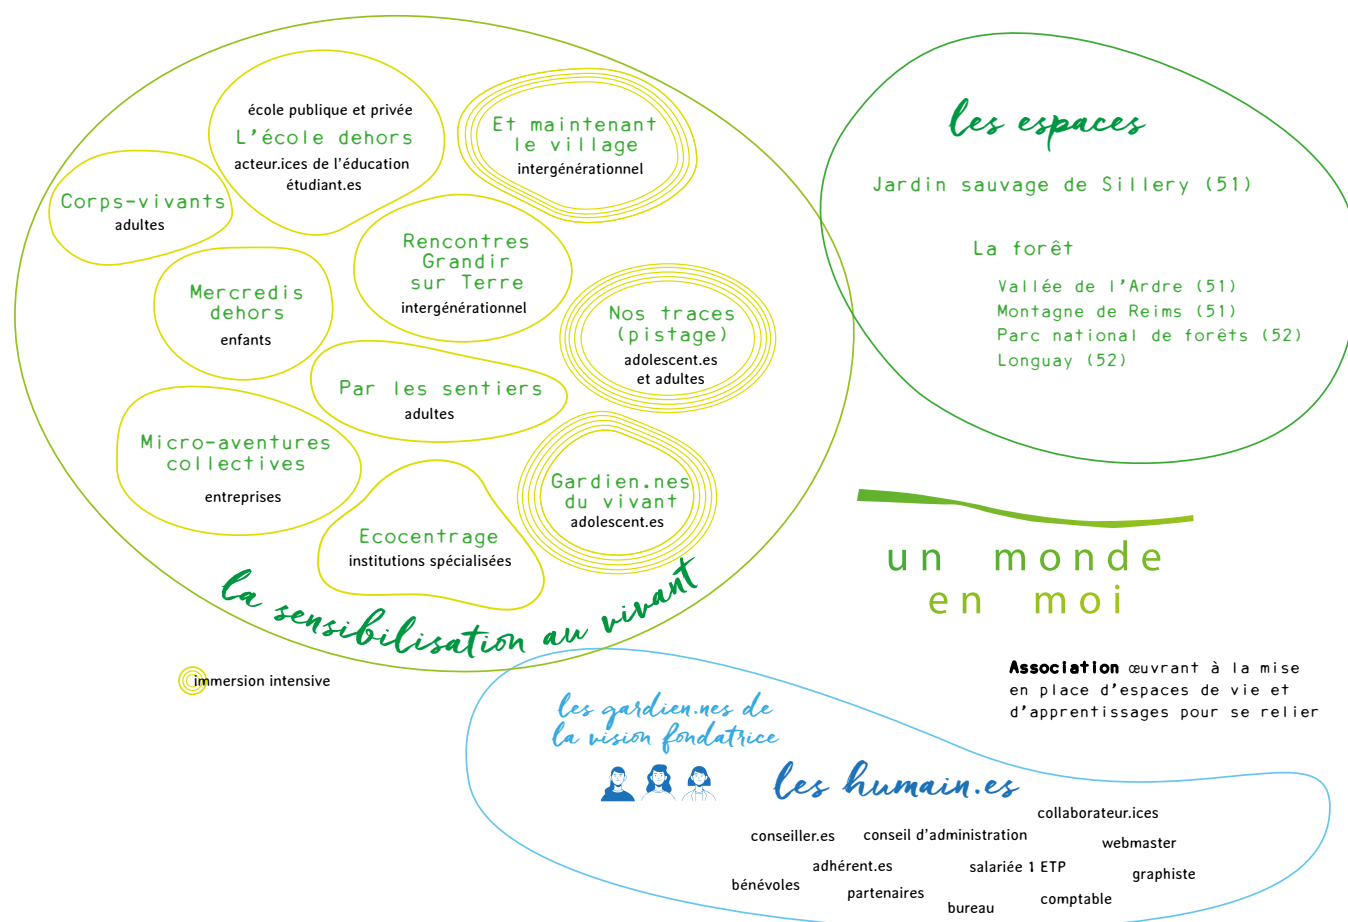 école publique et privée
L'école dehors
acteur.ices de l'éducation
étudiant.es
Et maintenant
le village
intergénérationnel
Corps-vivants
adultes
Rencontres
Grandir
sur Terre
intergénérationnel
Mercredis
dehors
enfants
Nos traces
(pistage)
adolescent.es
et adultes
Par les sentiers
adultes
Micro-aventures
collectives
entreprises
Gardien.nes
du vivant
adolescent.es
Ecocentrage
institutions spécialisées
la sensibilisation au vivant
immersion intensive
les espaces
Jardin sauvage de Sillery (51)
La forêt
Vallée de l'Ardre (51)
Montagne de Reims (51)
Parc national de forêts (52)
Longuay (52)
un monde
en moi
Association œuvrant à la mise
en place d'espaces de vie et
d'apprentissages pour se relier
les gardien.nes de
la vision fondatrice
les humain.es
collaborateur.ices
conseiller.es
conseil d'administration
webmaster
adhérent.es
salariée 1 ETP
graphiste
bénévoles
partenaires
comptable
bureau